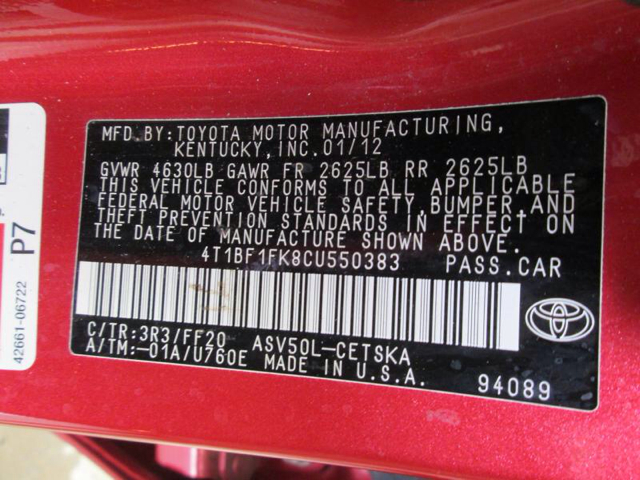 MFD.BY:TOYOTA MOTOR MANUFACTURING,
KENTUCKY,INC.01/12
GVWR 4630LB GAWR FR 2625LB RR 2625LB
THIS VEHICLE CONFORMS TO ALL APPLICABLE
FEDERAL MOTOR VEHICLE SAFETY, BUMPER,AND
THEFT PREVENTION STANDARDS IN EFFECT ON
THE DATE OF MANUFACTURE SHOWN ABOVE.
4T1BF1FK8CU550383 PASS.CAR
C/TR:3R3/FF20 ASV50L-CETSKA
A/TM:-01A/U760E MADE IN U.S.A.
94089
P7
42661-06722